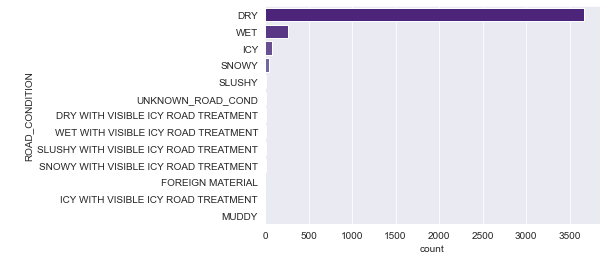 DRY
WET
ICY
SNOWY
SLUSHY
UNKNOWN_ROAD_COND
DRY WITH VISIBLE ICY ROAD TREATMENT
WET WITH VISIBLE ICY ROAD TREATMENT
SLUSHY WITH VISIBLE ICY ROAD TREATMENT
SNOWY WITH VISIBLE ICY ROAD TREATMENT
FOREIGN MATERIAL
ICY WITH VISIBLE ICY ROAD TREATMENT
MUDDY
ROAD_CONDITION
0 500 1000 1500 2000 2500 3000 3500
count